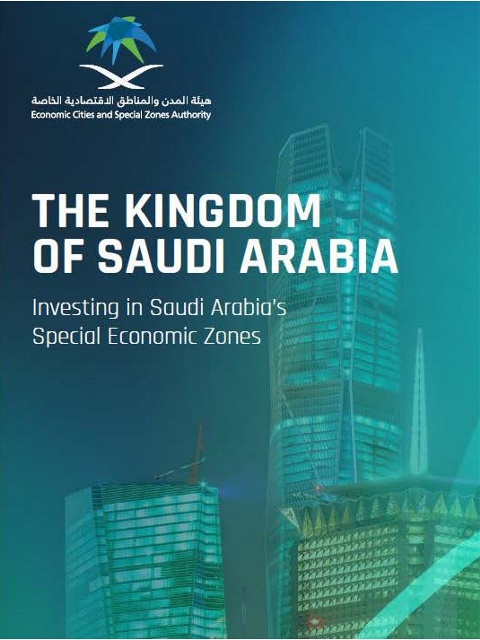 هيئة المدن والمناطق الاقتصادية الخاصة
Economic Cities and Special Zones Authority
THE KINGDOM
OF SAUDI ARABIA
Investing in Saudi Arabia's
Special Economic Zones